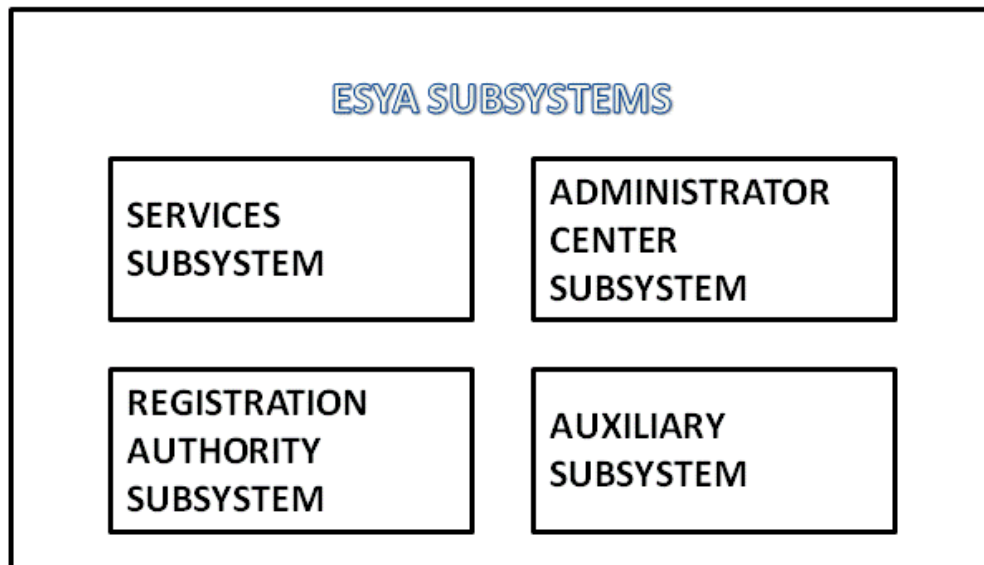 ESYA SUBSYSTEMS
SERVICES
SUBSYSTEM
ADMINISTRATOR
CENTER
SUBSYSTEM
REGISTRATION
AUTHORITY
SUBSYSTEM
AUXILIARY
SUBSYSTEM